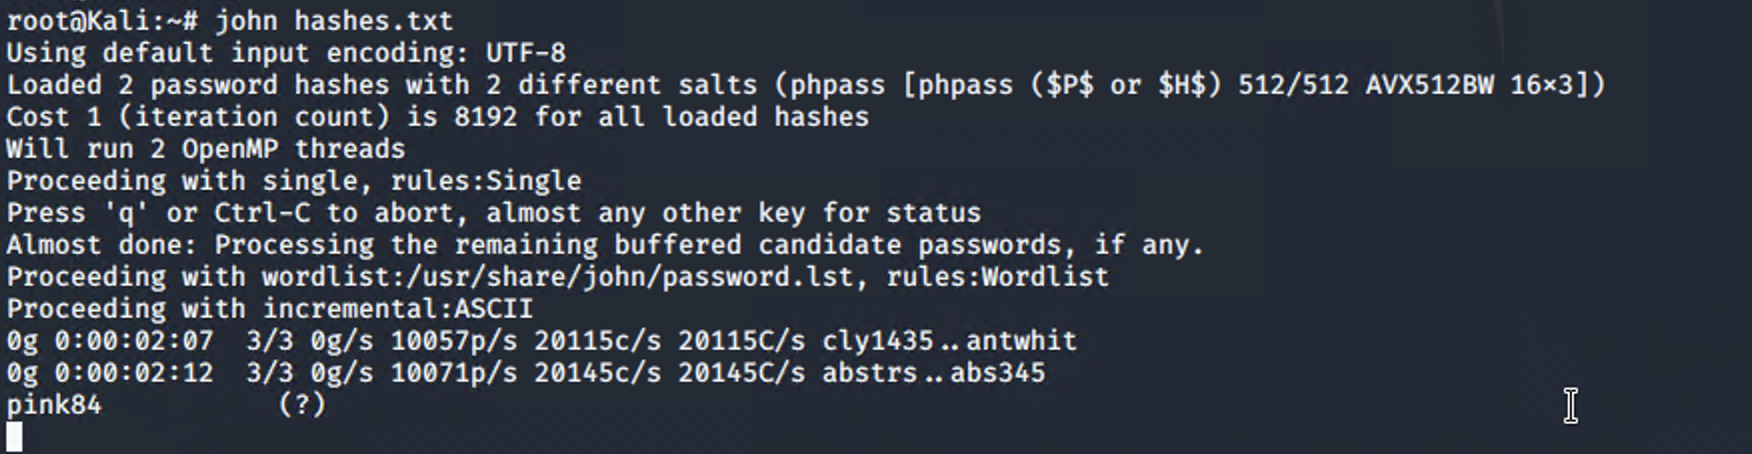 root@Kali:~# john hashes.txt
Using default input encoding: UTF-8
Loaded 2 password hashes with 2 different salts (phpass [phpass ($P$ or $H$) 512/512 AVX512BW 16×3])
Cost 1 (iteration count) is 8192 for all loaded hashes
Will run 2 OpenMP threads
Proceeding with single, rules:Single
Press 'q' or Ctrl-C to abort, almost any other key for status
Almost done: Processing the remaining buffered candidate passwords, if any.
Proceeding with wordlist:/usr/share/john/password.lst, rules:Wordlist
Proceeding with incremental:ASCII
0g 0:00:02:07  3/3 0g/s 10057p/s 20115c/s 20115C/s cly1435..antwhit
0g 0:00:02:12  3/3 0g/s 10071p/s 20145c/s 20145C/s abstrs..abs345
pink84           (?)